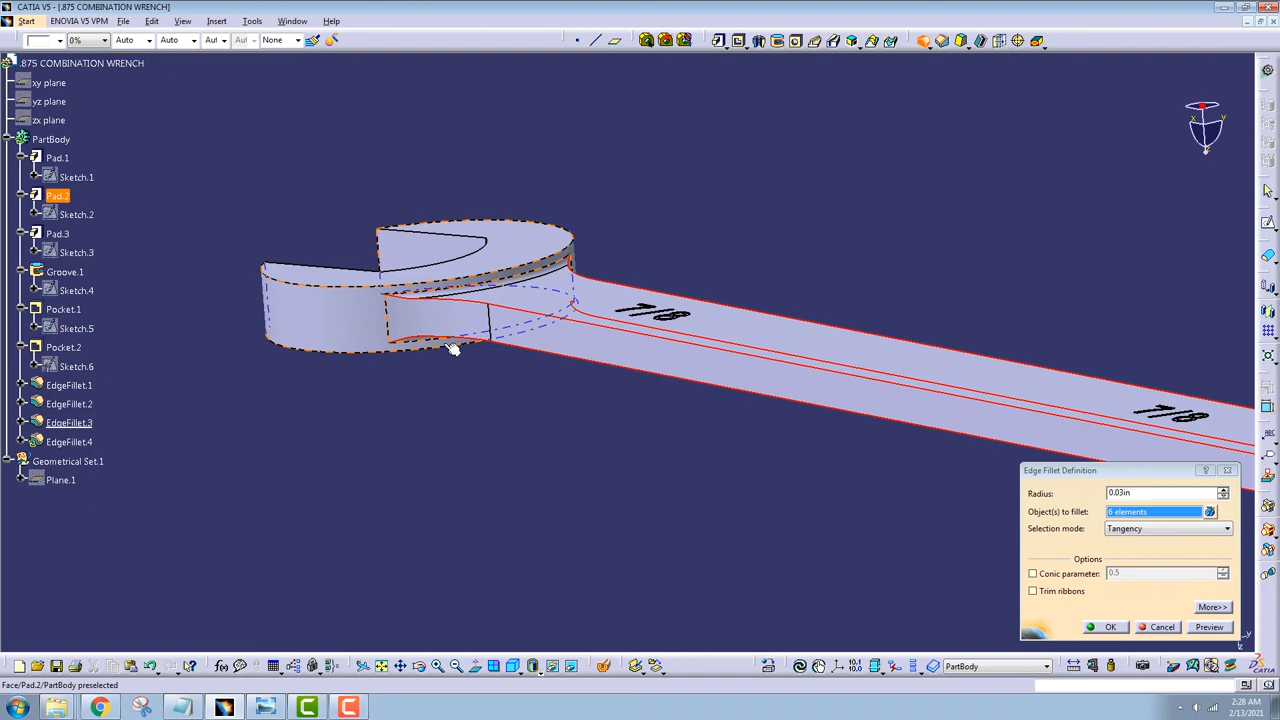 CATIA V5 - [.875 COMBINATION WRENCH]
Start
ENOVIA V5 VPM
File
Edit
View
Insert
Tools
Window
Help
0%
Auto
Auto
Aul
Aul
None
.875 COMBINATION WRENCH
xy plane
yz plane
zx plane
PartBody
Pad.1
Sketch.1
Pad.2
Sketch.2
Pad.3
Sketch.3
Groove.1
Sketch.4
Pocket.1
Sketch.5
Pocket.2
Sketch.6
EdgeFillet.1
EdgeFillet.2
EdgeFillet.3
EdgeFillet.4
Geometrical Set.1
Plane.1
7/8
7/8
Edge Fillet Definition
Radius:
0.03in
Object(s) to fillet:
6 elements
Selection mode:
Tangency
Options
Conic parameter:
0.5
Trim ribbons
More>>
OK
Cancel
Preview
PartBody
Face/Pad.2/PartBody preselected
2:28 AM
2/13/2021